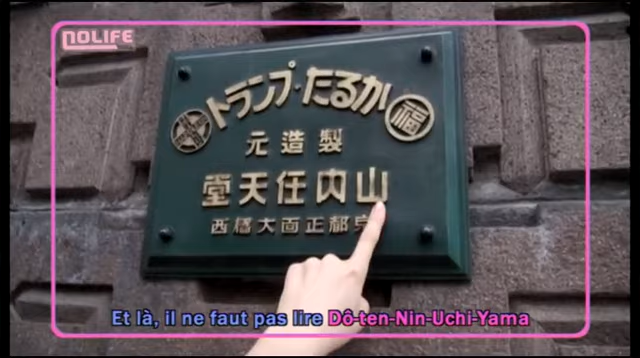 NOLIFE
福
かるた・トランプ
製造元
山内任天堂
京都正面大橋西
Et là, il ne faut pas lire Dô-ten-Nin-Uchi-Yama